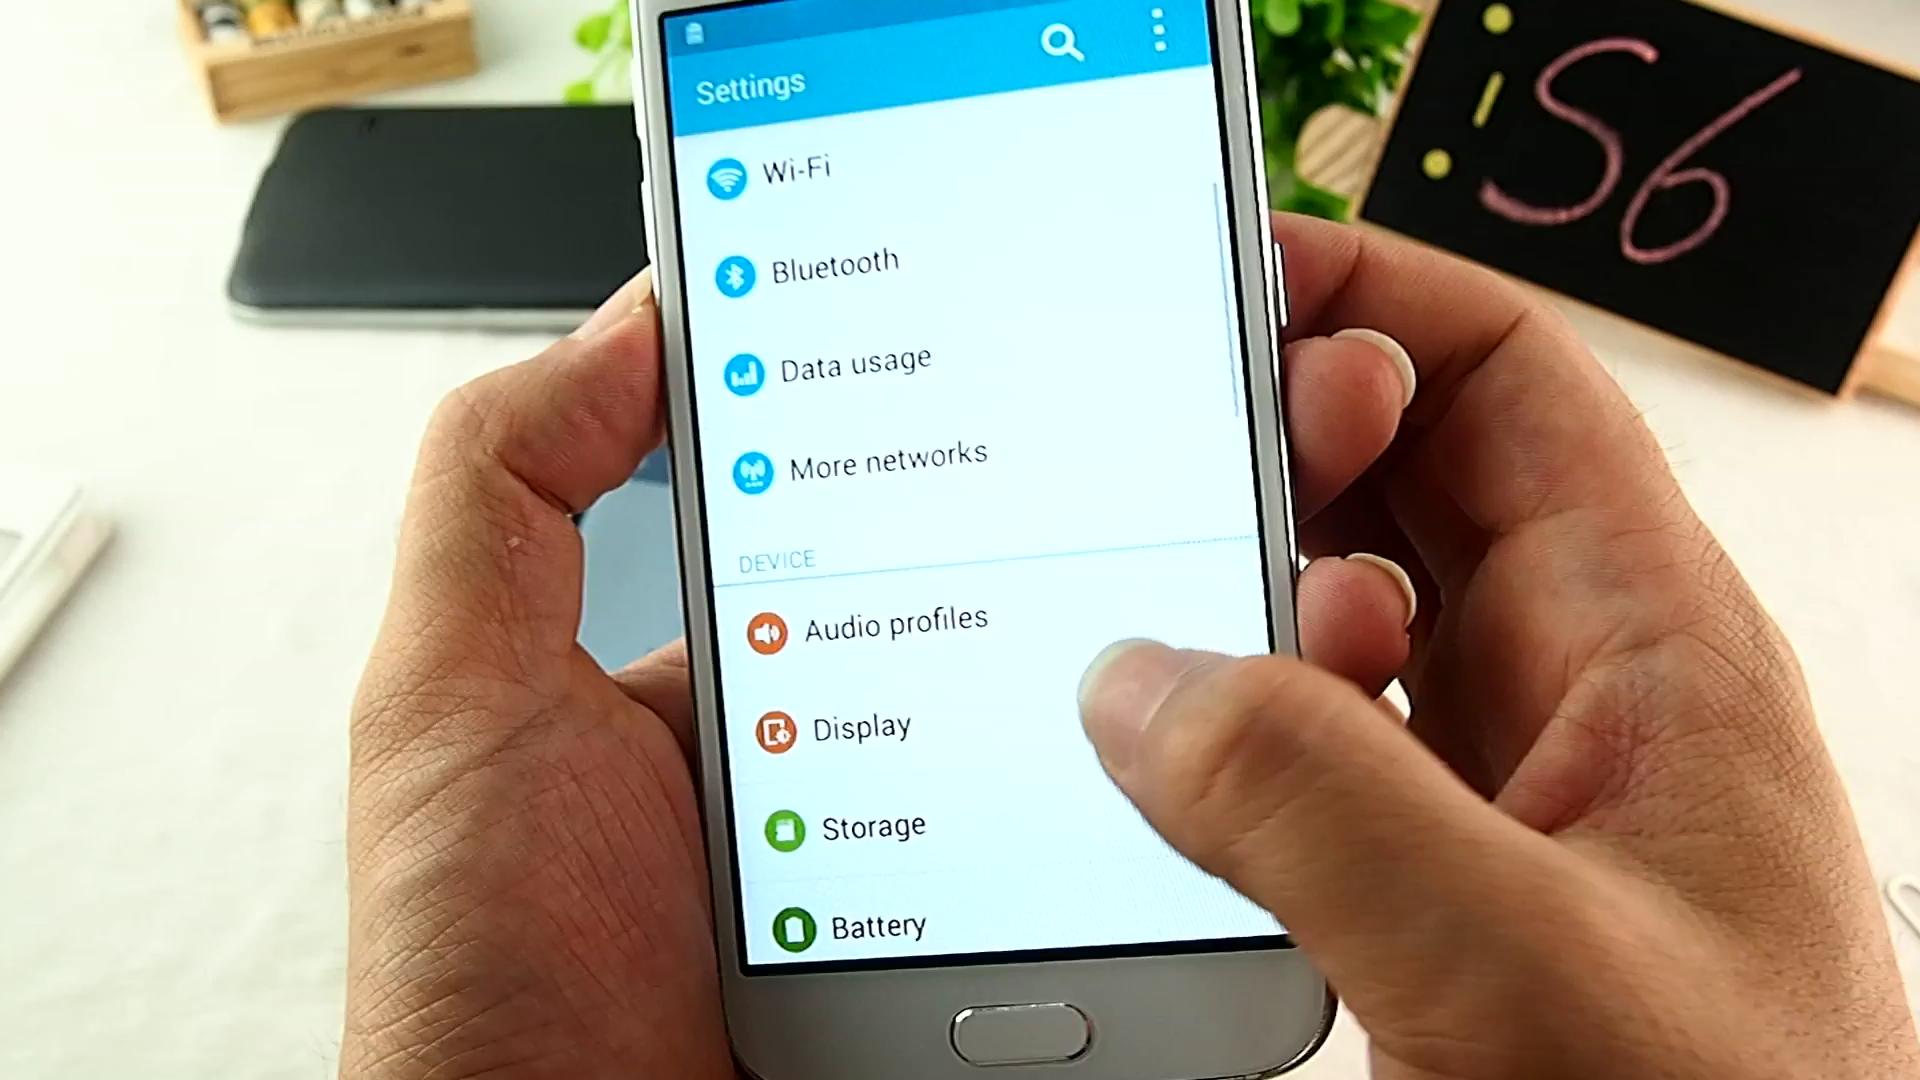 Settings
S6
Wi-Fi
Bluetooth
Data usage
More networks
DEVICE
Audio profiles
Display
Storage
Battery